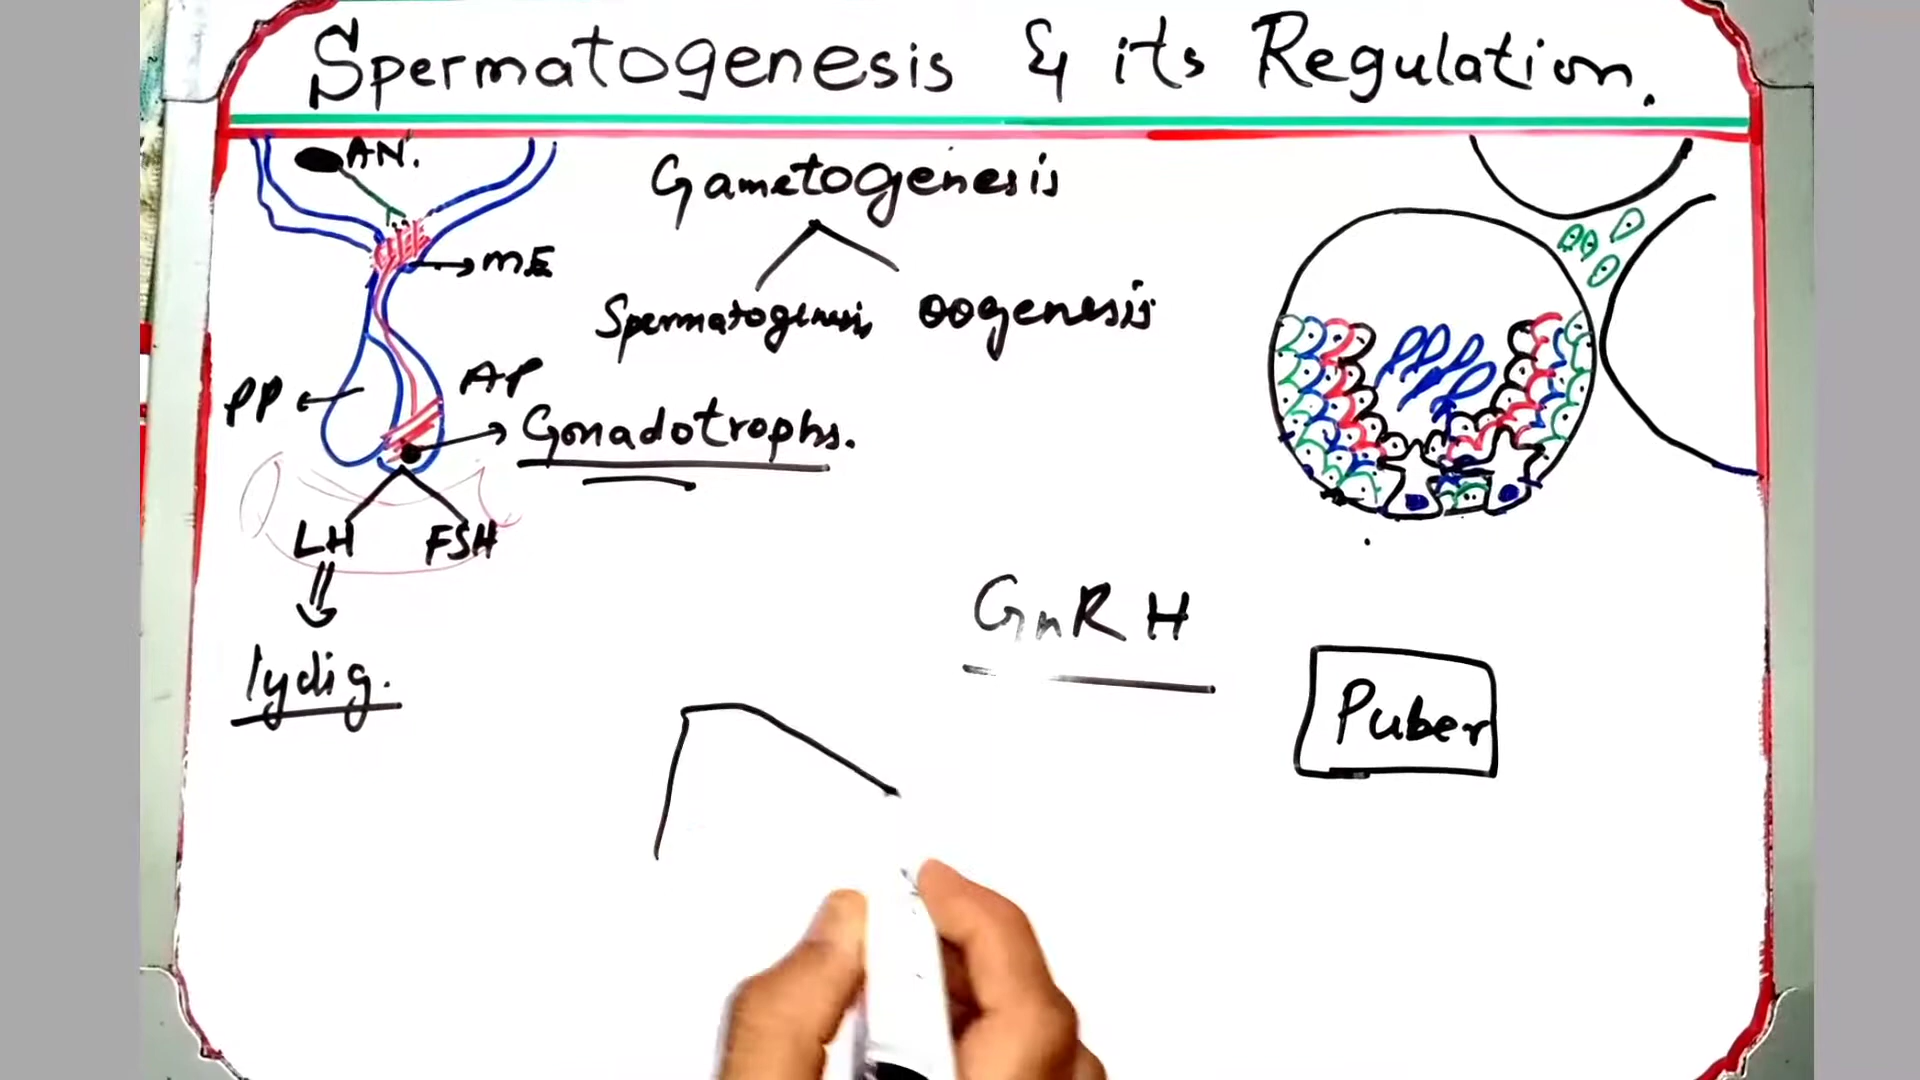 Spermatogenesis & its Regulation.
AN.
Gametogenesis
mE
Spermatogenesis oogenesis
AP
PP
Gonadotrophs.
LH FSH
GnRH
lydig.
Puber